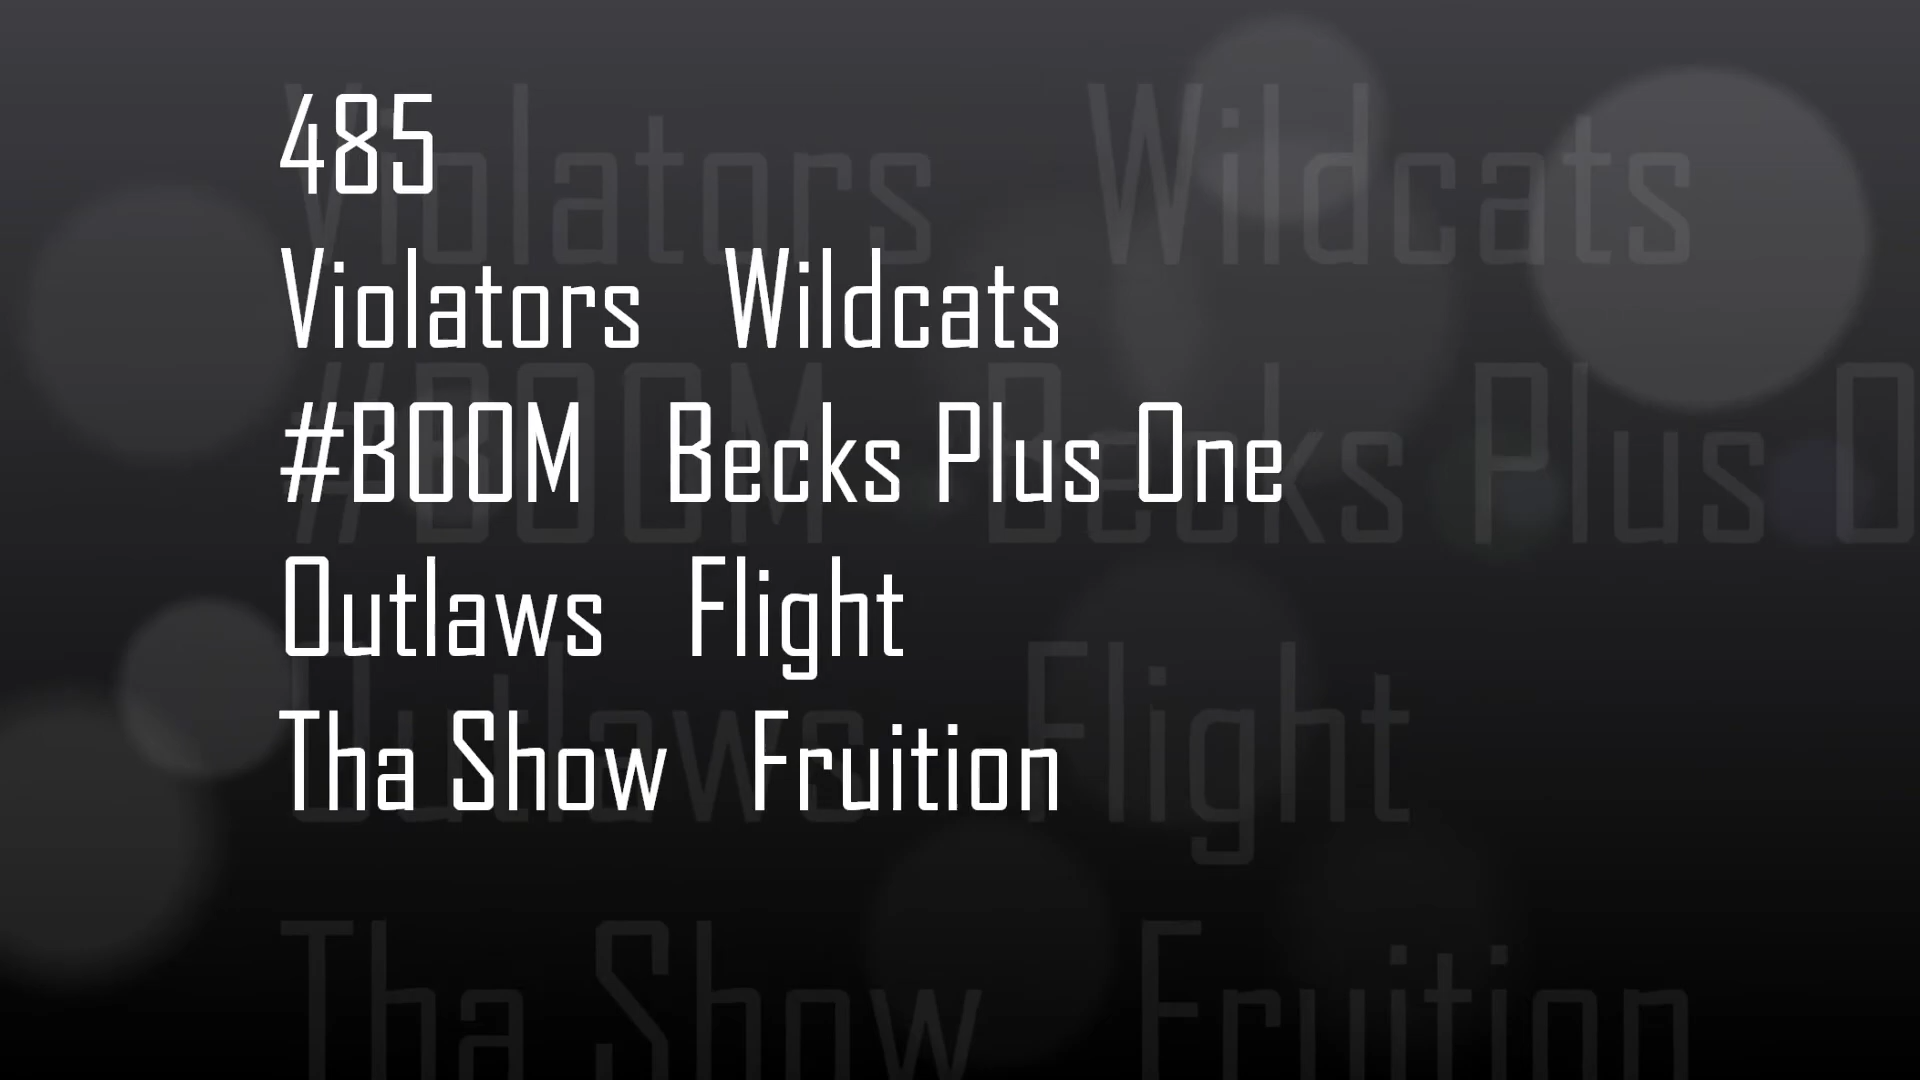 485
Violators Wildcats
#BOOM Becks Plus One
Outlaws Flight
Tha Show Fruition